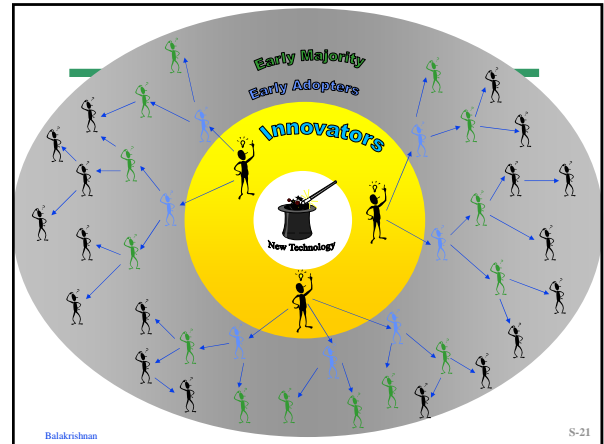 Early Majority
Early Adopters
Innovators
New Technology
Balakrishnan
S-21